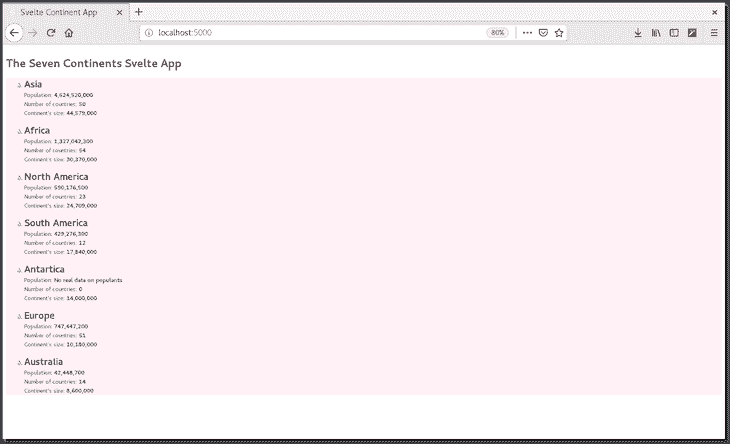 Svelte Continent App
localhost:5000
80%
The Seven Continents Svelte App
Asia
Population: 4,624,520,000
Number of countries: 50
Continent's size: 44,579,000
Africa
Population: 1,327,042,300
Number of countries: 54
Continent's size: 30,370,000
North America
Population: 590,176,500
Number of countries: 23
Continent's size: 24,709,000
South America
Population: 429,276,300
Number of countries: 12
Continent's size: 17,840,000
Antartica
Population: No real data on populants
Number of countries: 0
Continent's size: 14,000,000
Europe
Population: 747,447,200
Number of countries: 51
Continent's size: 10,180,000
Australia
Population: 42,448,700
Number of countries: 14
Continent's size: 8,600,000